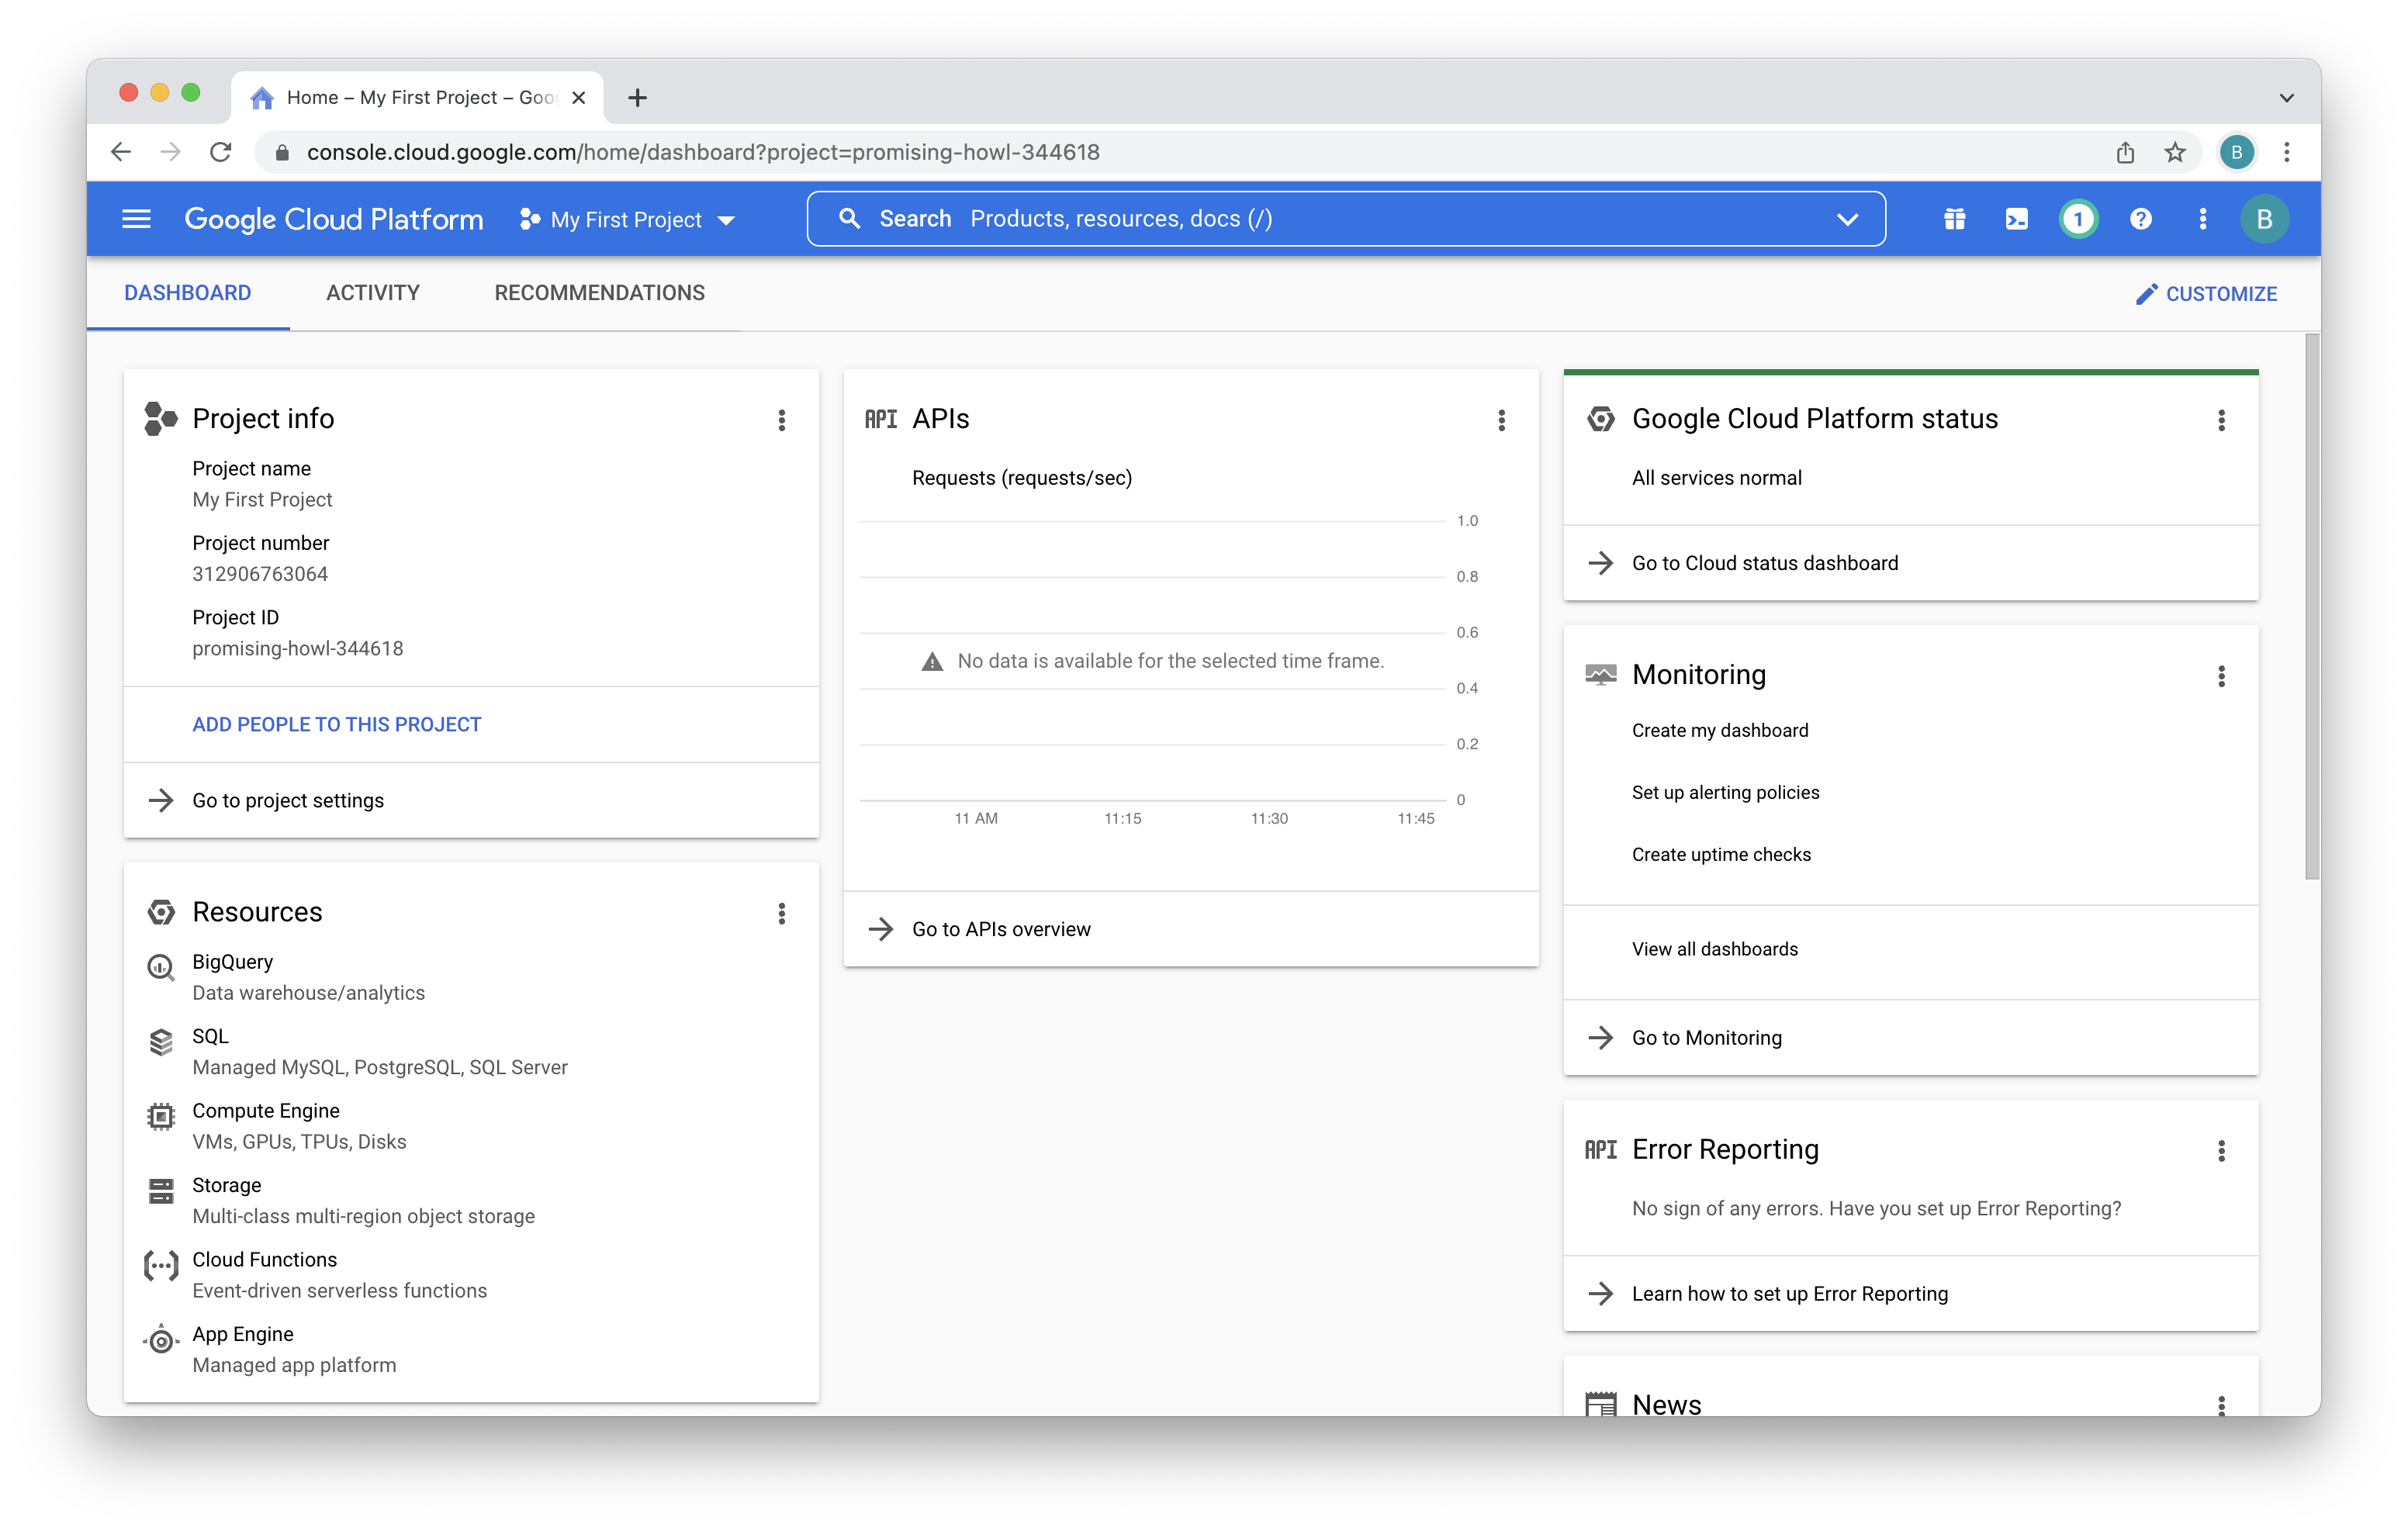 Home – My First Project – Goo
console.cloud.google.com/home/dashboard?project=promising-howl-344618
B
Google Cloud Platform
My First Project
Search Products, resources, docs (/)
1
?
B
DASHBOARD
ACTIVITY
RECOMMENDATIONS
CUSTOMIZE
Project info
Project name
My First Project
Project number
312906763064
Project ID
promising-howl-344618
ADD PEOPLE TO THIS PROJECT
Go to project settings
Resources
BigQuery
Data warehouse/analytics
SQL
Managed MySQL, PostgreSQL, SQL Server
Compute Engine
VMs, GPUs, TPUs, Disks
Storage
Multi-class multi-region object storage
Cloud Functions
Event-driven serverless functions
App Engine
Managed app platform
API APIs
Requests (requests/sec)
1.0
0.8
0.6
No data is available for the selected time frame.
0.4
0.2
0
11 AM 11:15 11:30 11:45
Go to APIs overview
Google Cloud Platform status
All services normal
Go to Cloud status dashboard
Monitoring
Create my dashboard
Set up alerting policies
Create uptime checks
View all dashboards
Go to Monitoring
API Error Reporting
No sign of any errors. Have you set up Error Reporting?
Learn how to set up Error Reporting
News